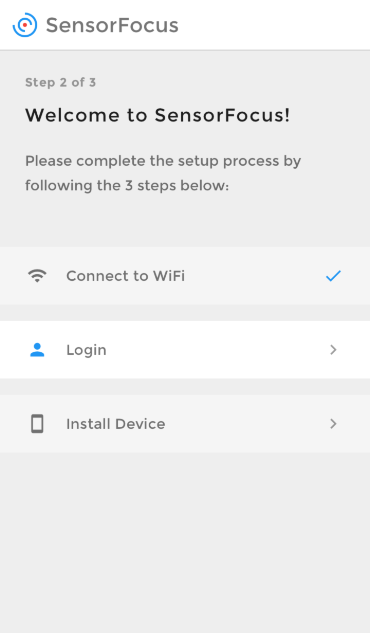 SensorFocus
Step 2 of 3
Welcome to SensorFocus!
Please complete the setup process by
following the 3 steps below:
Connect to WiFi
Login
Install Device